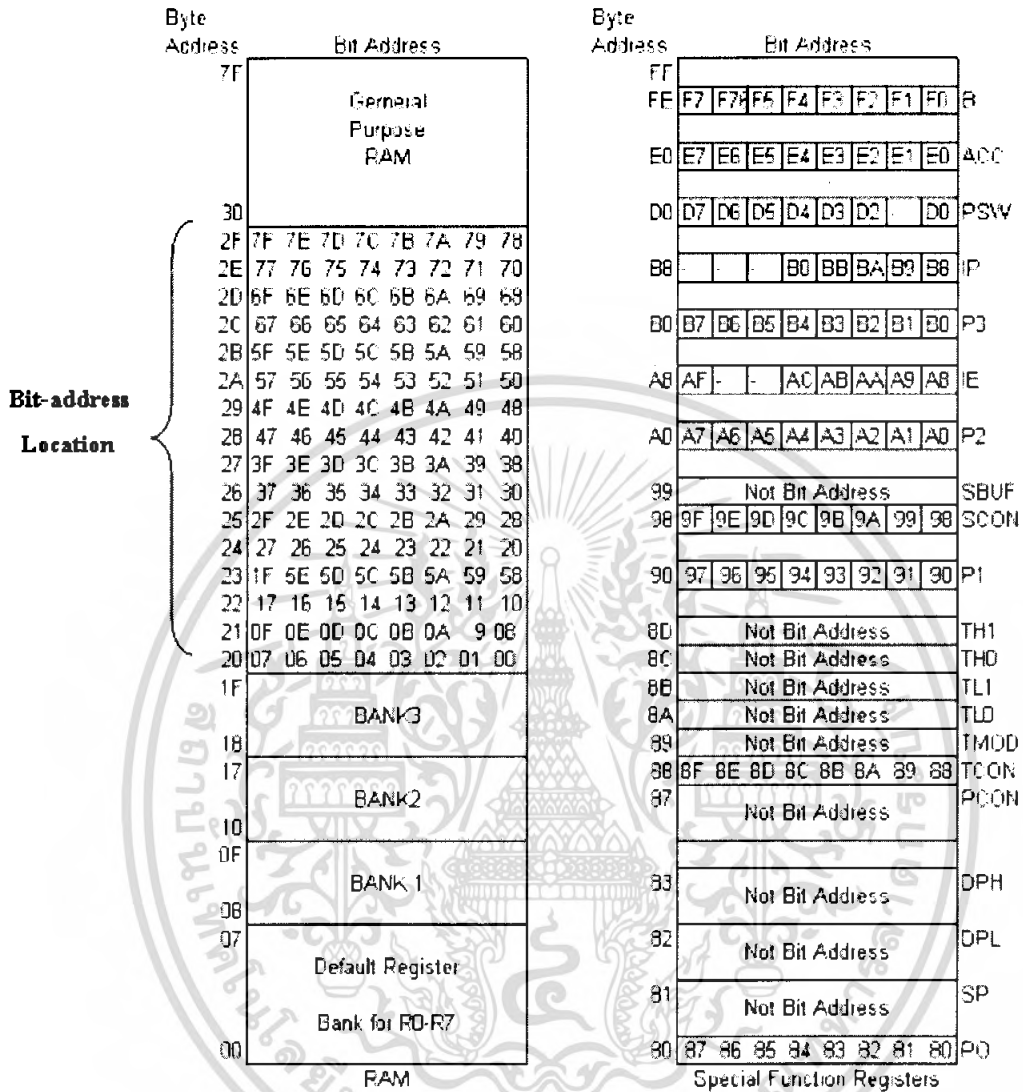 Byte
Address Bit Address
7F
General
Purpose
RAM
30
2F 7F 7E 7D 7C 7B 7A 79 78
2E 77 76 75 74 73 72 71 70
2D 6F 6E 6D 6C 6B 6A 69 68
2C 67 66 65 64 63 62 61 60
2B 5F 5E 5D 5C 5B 5A 59 58
2A 57 56 55 54 53 52 51 50
29 4F 4E 4D 4C 4B 4A 49 48
28 47 46 45 44 43 42 41 40
27 3F 3E 3D 3C 3B 3A 39 38
26 37 36 35 34 33 32 31 30
25 2F 2E 2D 2C 2B 2A 29 28
24 27 26 25 24 23 22 21 20
23 1F 5E 5D 5C 5B 5A 59 58
22 17 16 15 14 13 12 11 10
21 0F 0E 0D 0C 0B 0A 9 08
20 07 06 05 04 03 02 01 00
Bit-address
Location
1F
BANK3
18
17
BANK2
10
0F
BANK 1
08
07
Default Register
Bank for R0-R7
00
RAM
Byte
Address Bit Address
FF
FE F7 F5 F4 F3 F2 F1 F0 B
E0 E7 E6 E5 E4 E3 E2 E1 E0 ACC
D0 D7 D6 D5 D4 D3 D2 - D0 PSW
B8 - - - B0 BB BA B9 B8 IP
B0 B7 B6 B5 B4 B3 B2 B1 B0 P3
A8 AF - - AC AB AA A9 A8 IE
A0 A7 A6 A5 A4 A3 A2 A1 A0 P2
99 Not Bit Address SBUF
98 9F 9E 9D 9C 9B 9A 99 98 SCON
90 97 96 95 94 93 92 91 90 P1
8D Not Bit Address TH1
8C Not Bit Address TH0
8B Not Bit Address TL1
8A Not Bit Address TL0
89 Not Bit Address TMOD
88 8F 8E 8D 8C 8B 8A 89 88 TCON
87 Not Bit Address PCON
83 Not Bit Address DPH
82 Not Bit Address DPL
81 Not Bit Address SP
80 87 86 85 84 83 82 81 80 P0
Special Function Registers